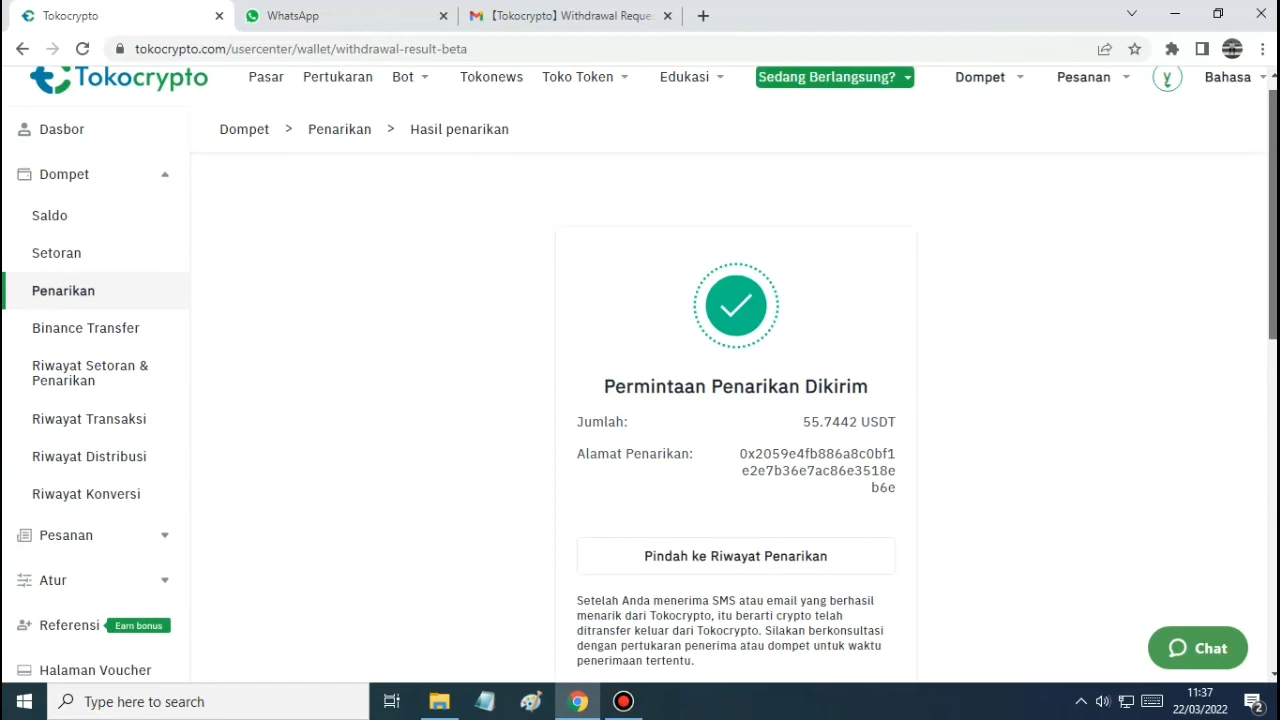 Tokocrypto
WhatsApp
【Tokocrypto】Withdrawal Reque
tokocrypto.com/usercenter/wallet/withdrawal-result-beta
Tokocrypto
Pasar
Pertukaran
Bot
Tokonews
Toko Token
Edukasi
Sedang Berlangsung?
Dompet
Pesanan
Bahasa
Dasbor
Dompet
Saldo
Setoran
Penarikan
Binance Transfer
Riwayat Setoran &
Penarikan
Riwayat Transaksi
Riwayat Distribusi
Riwayat Konversi
Pesanan
Atur
Referensi
Earn bonus
Halaman Voucher
Dompet > Penarikan > Hasil penarikan
Permintaan Penarikan Dikirim
Jumlah: 55.7442 USDT
Alamat Penarikan: 0x2059e4fb886a8c0bf1
e2e7b36e7ac86e3518e
b6e
Pindah ke Riwayat Penarikan
Setelah Anda menerima SMS atau email yang berhasil
menarik dari Tokocrypto, itu berarti crypto telah
ditransfer keluar dari Tokocrypto. Silakan berkonsultasi
dengan pertukaran penerima atau dompet untuk waktu
penerimaan tertentu.
Chat
Type here to search
11:37
22/03/2022
2